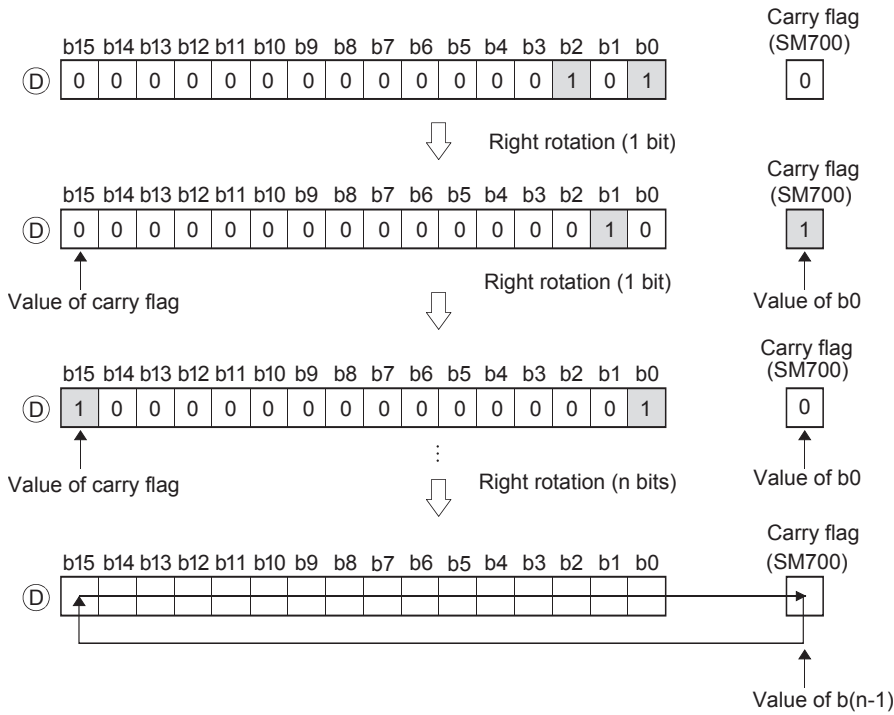 Carry flag
(SM700)
b15 b14 b13 b12 b11 b10 b9 b8 b7 b6 b5 b4 b3 b2 b1 b0
D 0 0 0 0 0 0 0 0 0 0 0 0 0 1 0 1 0
Right rotation (1 bit)
Carry flag
(SM700)
b15 b14 b13 b12 b11 b10 b9 b8 b7 b6 b5 b4 b3 b2 b1 b0
D 0 0 0 0 0 0 0 0 0 0 0 0 0 0 1 0 1
Value of carry flag
Right rotation (1 bit)
Value of b0
Carry flag
(SM700)
b15 b14 b13 b12 b11 b10 b9 b8 b7 b6 b5 b4 b3 b2 b1 b0
D 1 0 0 0 0 0 0 0 0 0 0 0 0 0 0 1 0
Value of carry flag
Right rotation (n bits)
Value of b0
Carry flag
(SM700)
b15 b14 b13 b12 b11 b10 b9 b8 b7 b6 b5 b4 b3 b2 b1 b0
D
Value of b(n-1)